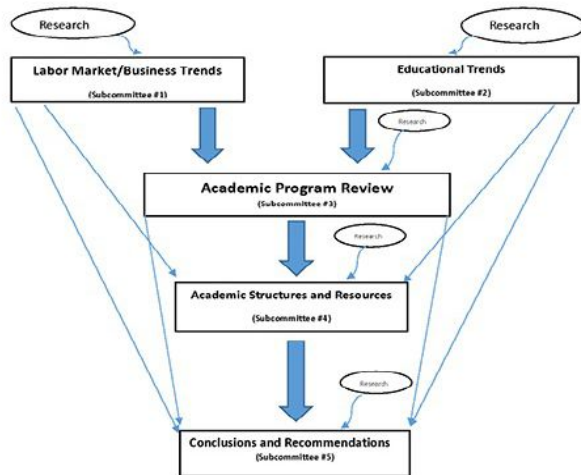 Research
Research
Labor Market/Business Trends
(Subcommittee #1)
Educational Trends
(Subcommittee #2)
Research
Academic Program Review
(Subcommittee #3)
Research
Academic Structures and Resources
(Subcommittee #4)
Research
Conclusions and Recommendations
(Subcommittee #5)